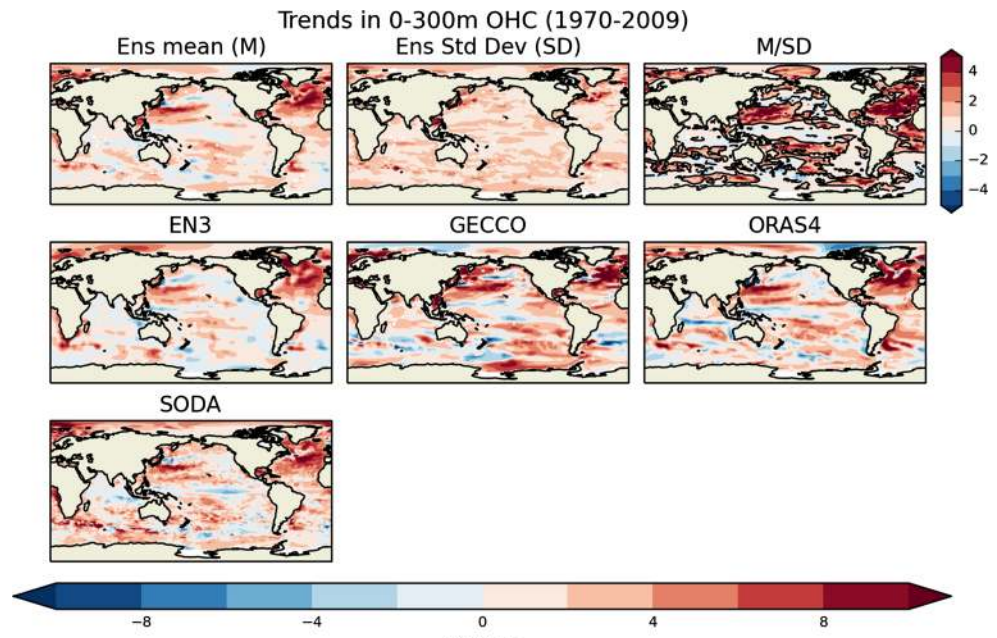 Trends in 0-300m OHC (1970-2009)
Ens mean (M) Ens Std Dev (SD) M/SD
4
2
0
−2
−4
EN3 GECCO ORAS4
SODA
−8 −4 0 4 8